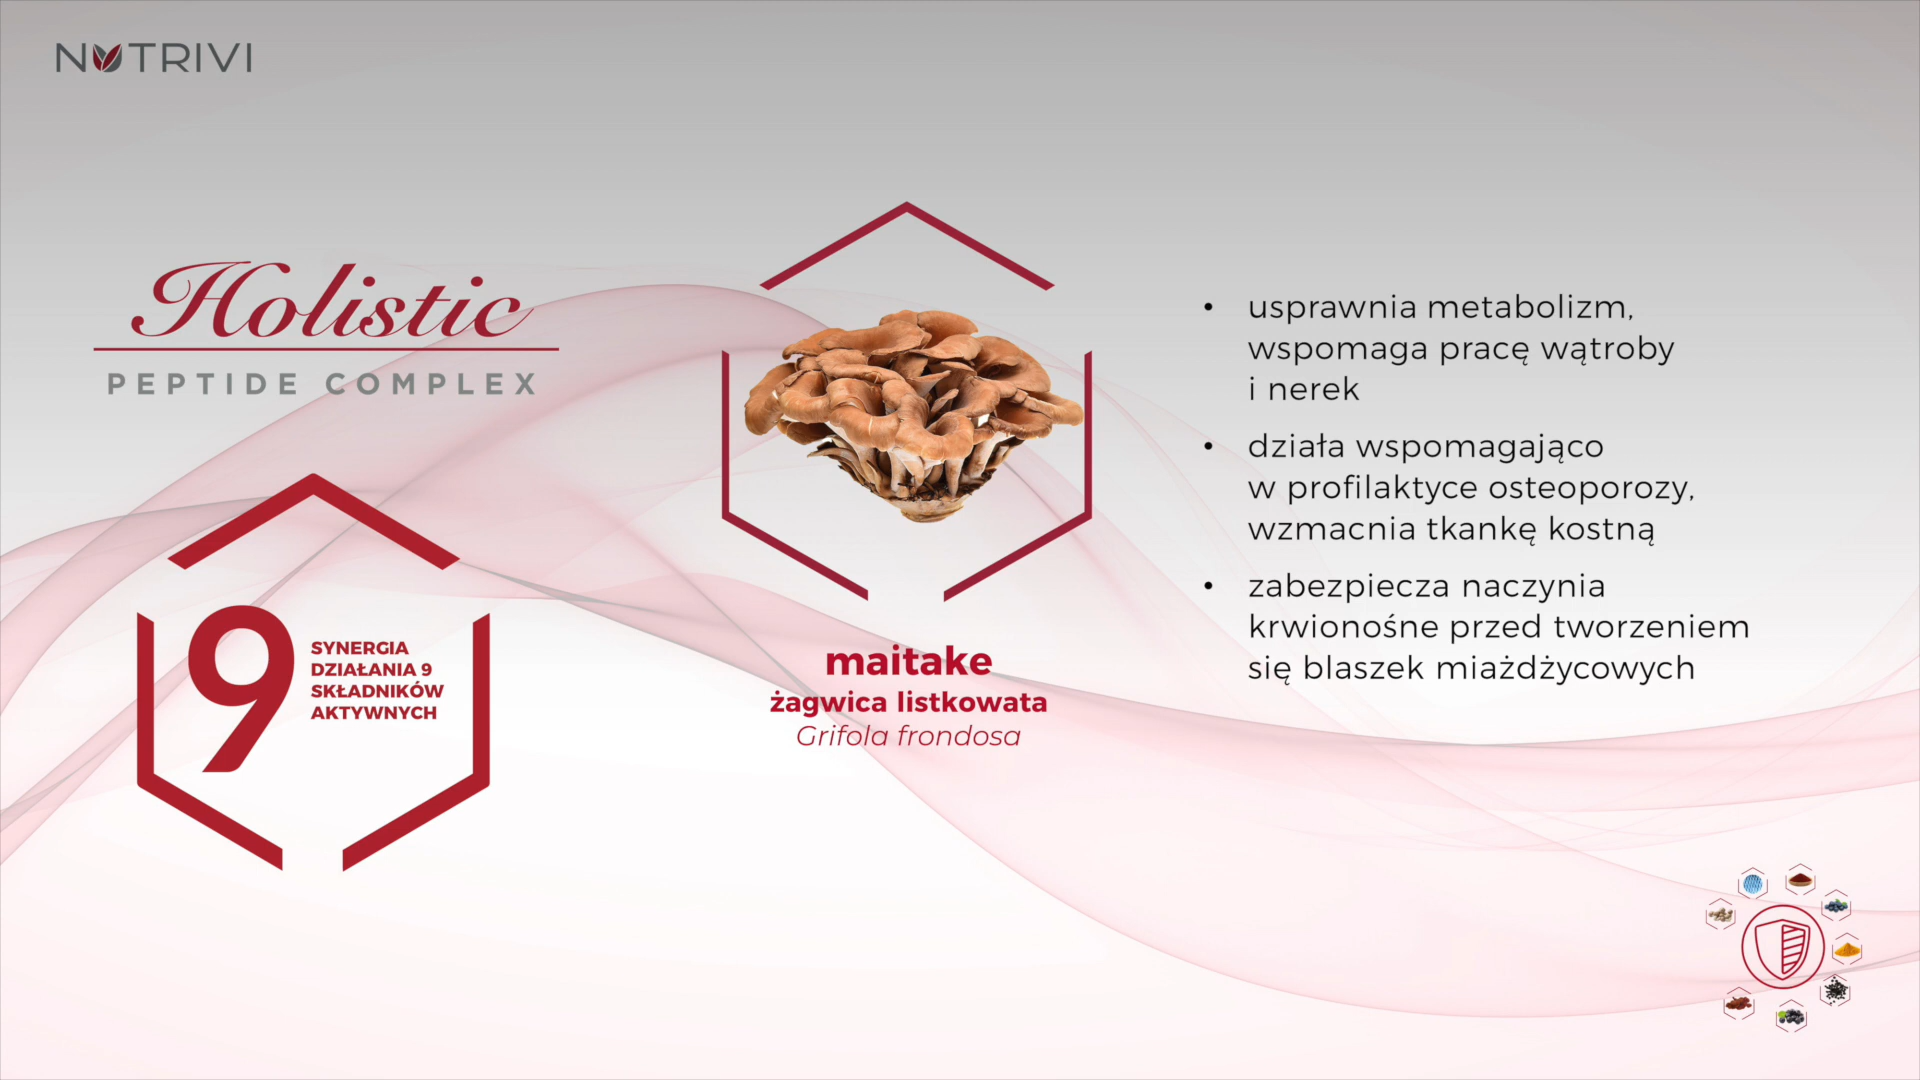 NUTRIVI
Holistic
PEPTIDE COMPLEX
9
SYNERGIA
DZIAŁANIA 9
SKŁADNIKÓW
AKTYWNYCH
maitake
żagwica listkowata
Grifola frondosa
• usprawnia metabolizm,
wspomaga pracę wątroby
i nerek
• działa wspomagająco
w profilaktyce osteoporozy,
wzmacnia tkankę kostną
• zabezpiecza naczynia
krwionośne przed tworzeniem
się blaszek miażdżycowych